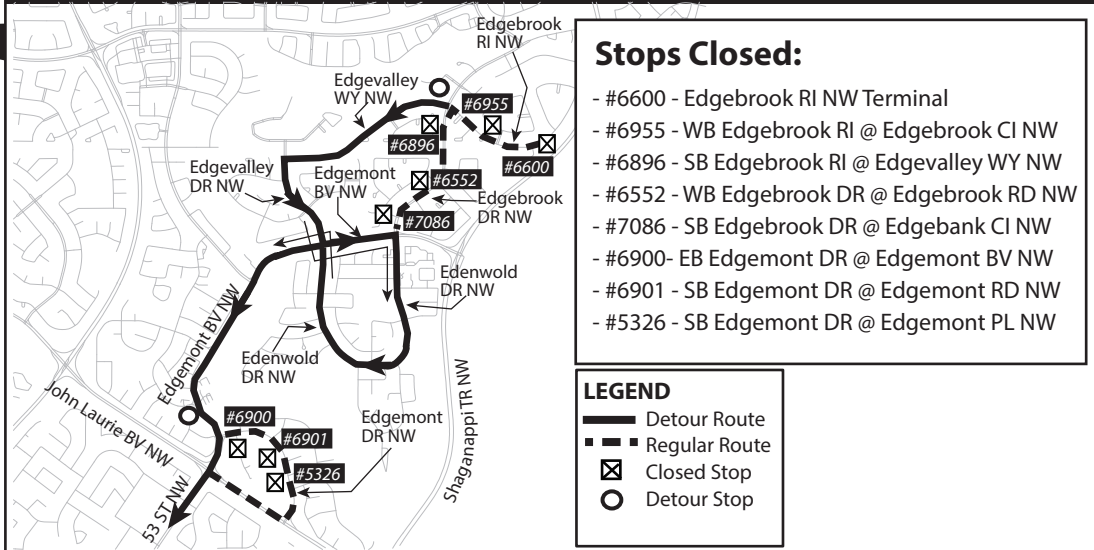 Edgebrook
RI NW
Edgevalley
WY NW
#6955
#6896
#6600
Edgevalley
DR NW
Edgemont
BV NW
#6552
Edgebrook
DR NW
#7086
Edenwold
DR NW
Edgemont BV NW
Edenwold
DR NW
John Laurie BV NW
#6900
Edgemont
DR NW
#6901
#5326
Shaganappi TR NW
53 ST NW
Stops Closed:
- #6600 - Edgebrook RI NW Terminal
- #6955 - WB Edgebrook RI @ Edgebrook CI NW
- #6896 - SB Edgebrook RI @ Edgevalley WY NW
- #6552 - WB Edgebrook DR @ Edgebrook RD NW
- #7086 - SB Edgebrook DR @ Edgebank CI NW
- #6900- EB Edgemont DR @ Edgemont BV NW
- #6901 - SB Edgemont DR @ Edgemont RD NW
- #5326 - SB Edgemont DR @ Edgemont PL NW
LEGEND
Detour Route
Regular Route
Closed Stop
Detour Stop